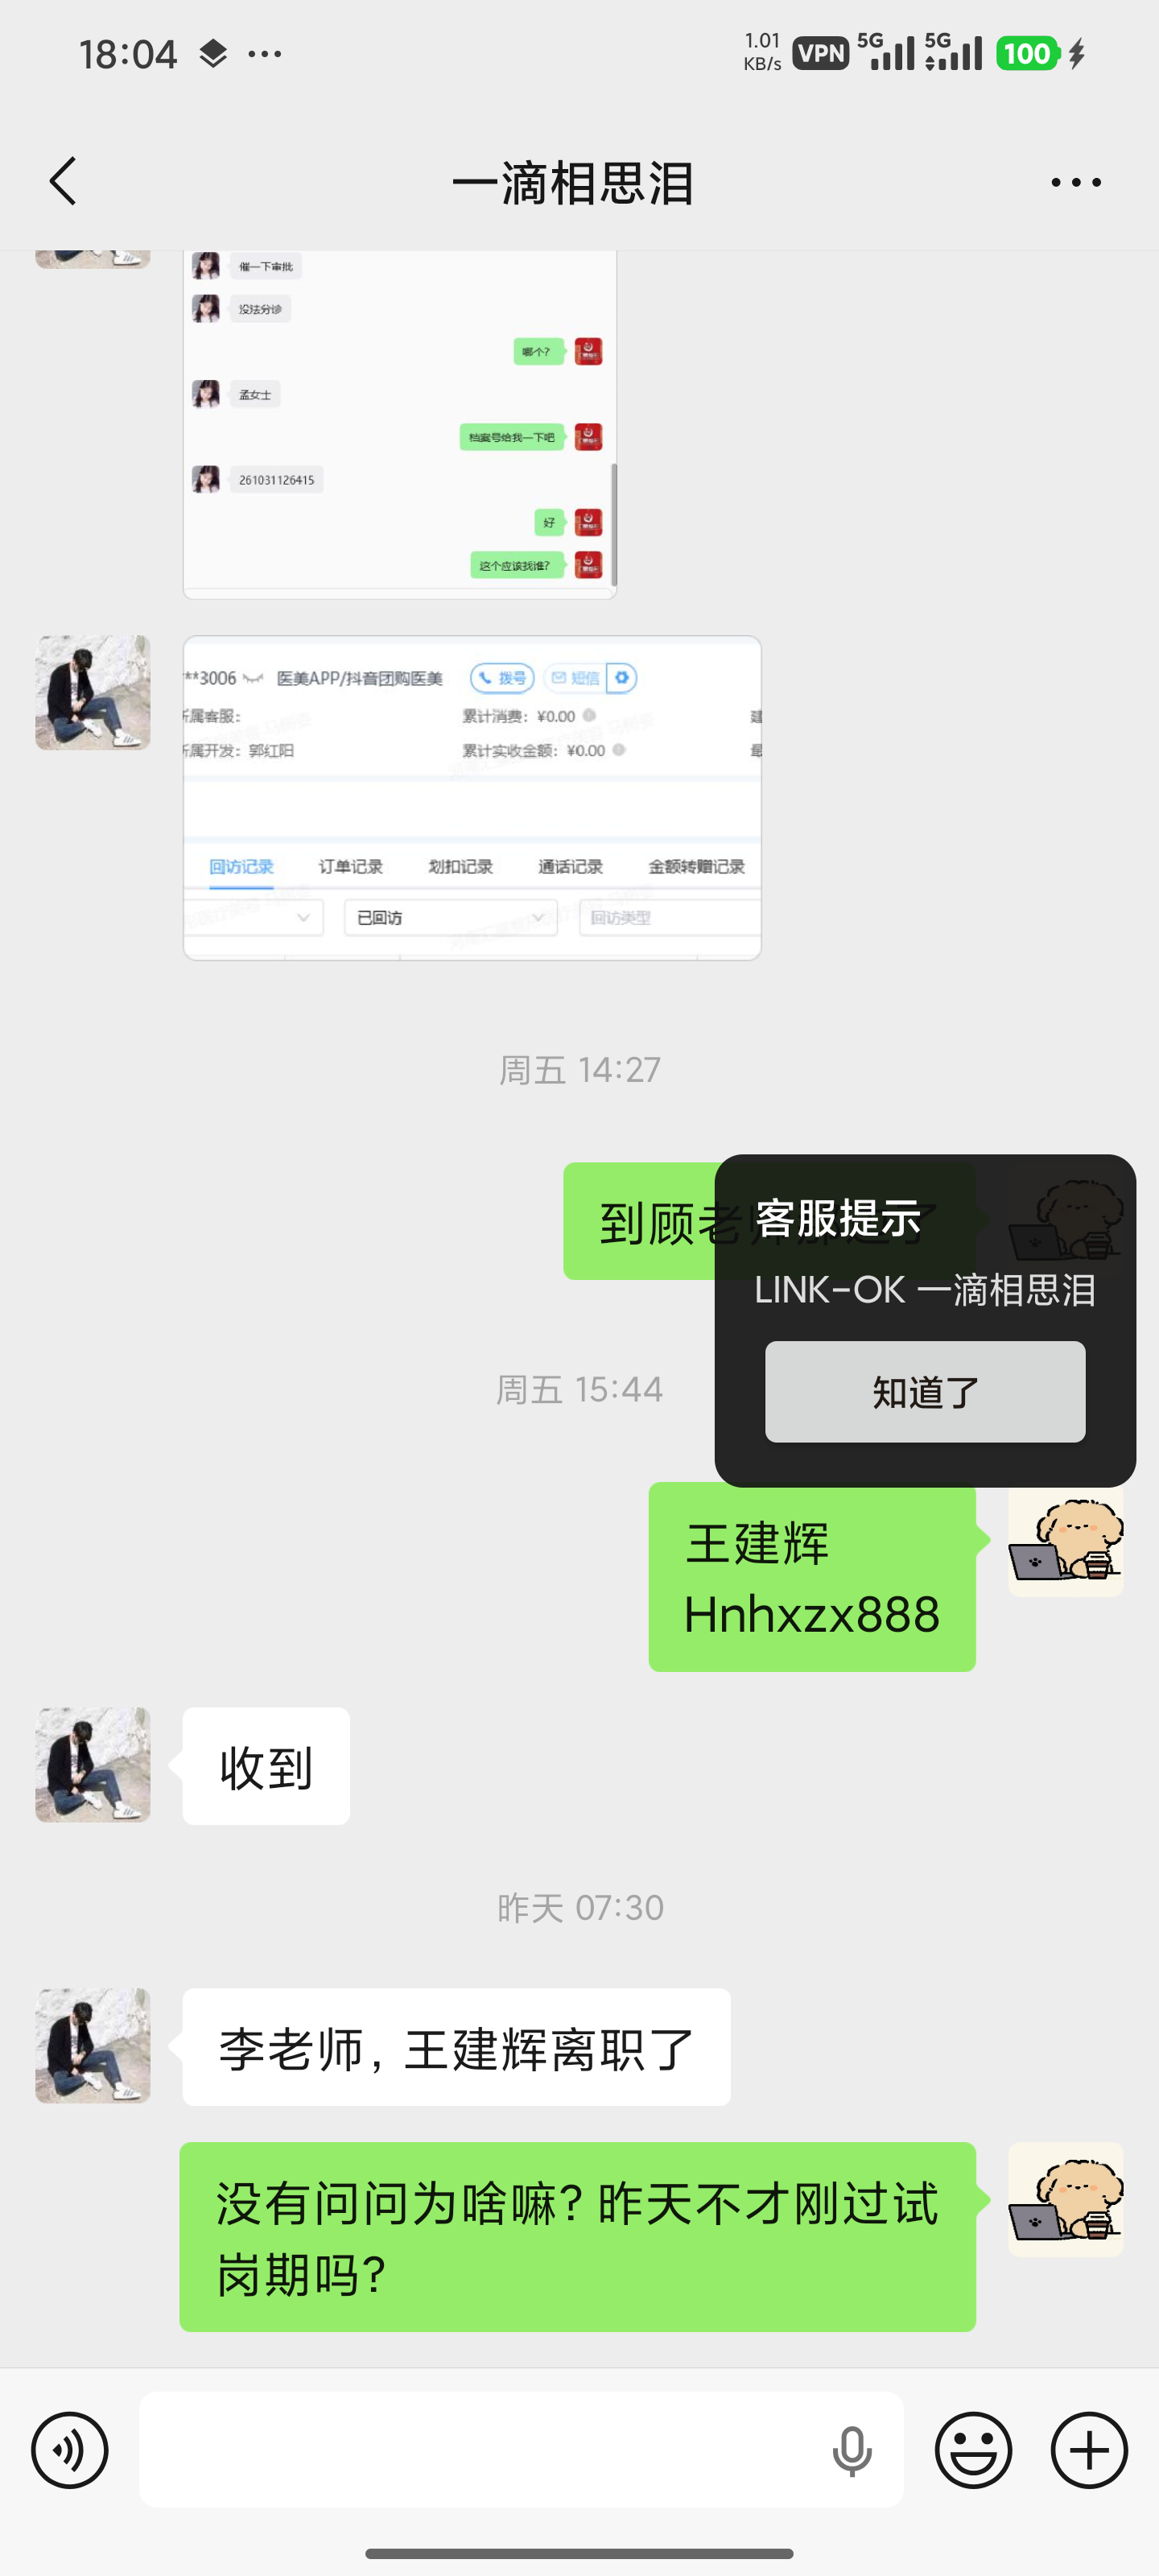 18:04
1.01
KB/s
VPN
5G
5G
100
一滴相思泪
催一下审批
没法分诊
哪个?
孟女士
档案号给我一下吧
261031126415
好
这个应该找谁?
**3006
医美APP/抖音团购医美
拨号
短信
所属客服:
累计消费: ¥0.00
建
所属开发: 郭红阳
累计实收金额: ¥0.00
最
回访记录
订单记录
划扣记录
通话记录
金额转赠记录
已回访
回访类型
周五 14:27
到顾老师那边了
客服提示
LINK-OK 一滴相思泪
知道了
周五 15:44
王建辉
Hnhxzx888
收到
昨天 07:30
李老师, 王建辉离职了
没有问问为啥嘛? 昨天不才刚过试
岗期吗?